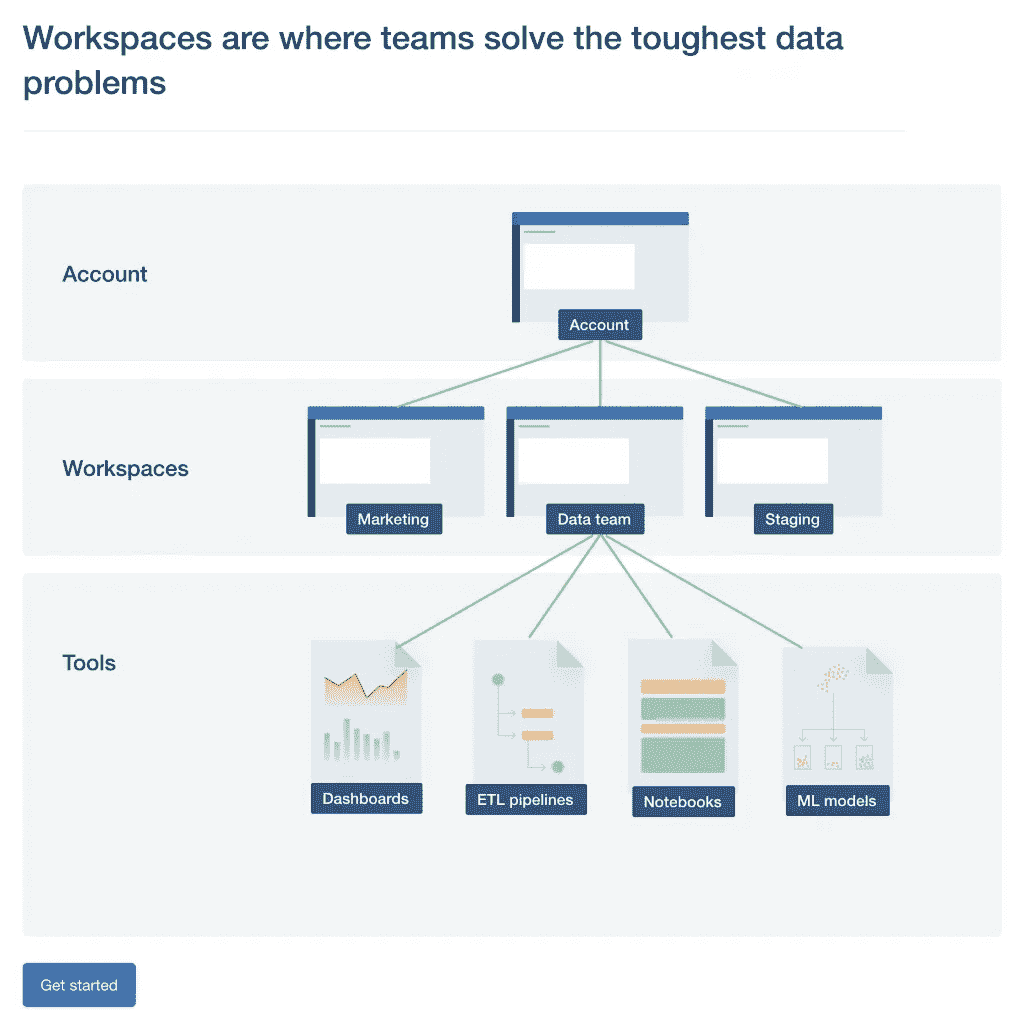 Workspaces are where teams solve the toughest data
problems
Account
Account
Workspaces
Marketing
Data team
Staging
Tools
Dashboards
ETL pipelines
Notebooks
ML models
Get started